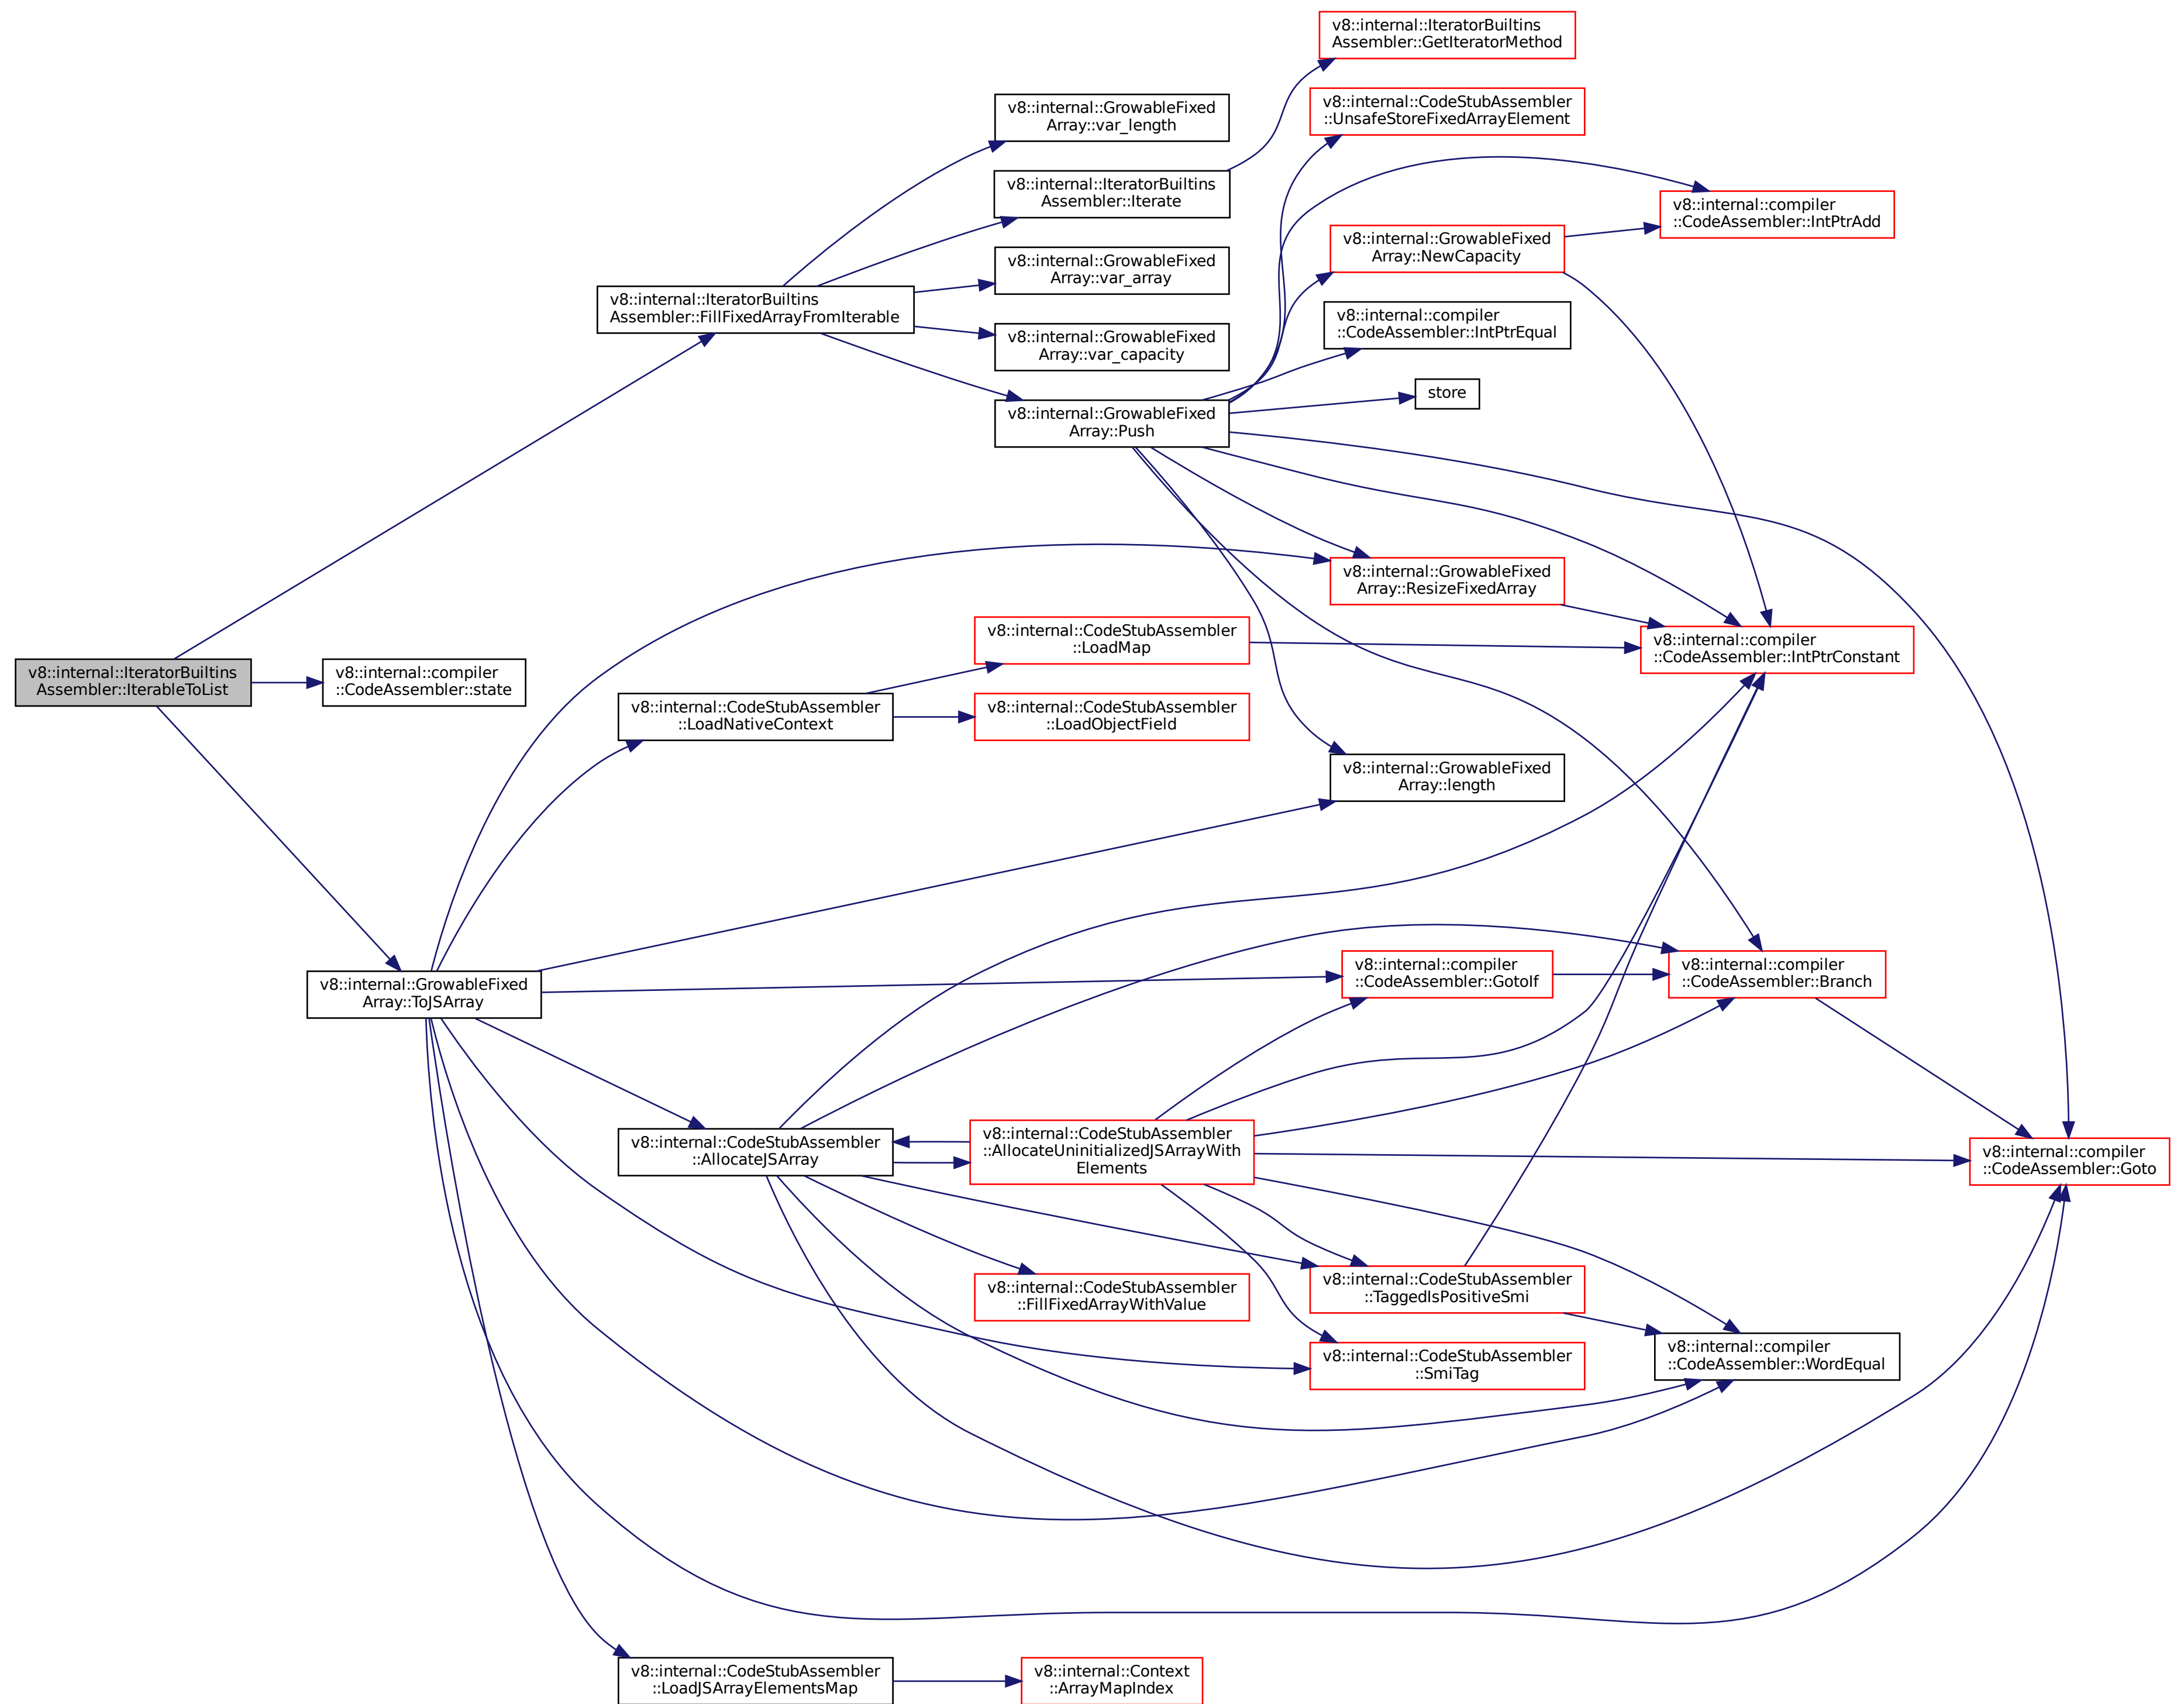 v8::internal::IteratorBuiltins
Assembler::GetIteratorMethod
v8::internal::CodeStubAssembler
::UnsafeStoreFixedArrayElement
v8::internal::GrowableFixed
Array::var_length
v8::internal::IteratorBuiltins
Assembler::Iterate
v8::internal::compiler
::CodeAssembler::IntPtrAdd
v8::internal::GrowableFixed
Array::NewCapacity
v8::internal::GrowableFixed
Array::var_array
v8::internal::IteratorBuiltins
Assembler::FillFixedArrayFromIterable
v8::internal::compiler
::CodeAssembler::IntPtrEqual
v8::internal::GrowableFixed
Array::var_capacity
store
v8::internal::GrowableFixed
Array::Push
v8::internal::GrowableFixed
Array::ResizeFixedArray
v8::internal::CodeStubAssembler
::LoadMap
v8::internal::compiler
::CodeAssembler::IntPtrConstant
v8::internal::IteratorBuiltins
Assembler::IterableToList
v8::internal::compiler
::CodeAssembler::state
v8::internal::CodeStubAssembler
::LoadNativeContext
v8::internal::CodeStubAssembler
::LoadObjectField
v8::internal::GrowableFixed
Array::length
v8::internal::GrowableFixed
Array::ToJSArray
v8::internal::compiler
::CodeAssembler::GotoIf
v8::internal::compiler
::CodeAssembler::Branch
v8::internal::CodeStubAssembler
::AllocateJSArray
v8::internal::CodeStubAssembler
::AllocateUninitializedJSArrayWith
Elements
v8::internal::compiler
::CodeAssembler::Goto
v8::internal::CodeStubAssembler
::FillFixedArrayWithValue
v8::internal::CodeStubAssembler
::TaggedIsPositiveSmi
v8::internal::CodeStubAssembler
::SmiTag
v8::internal::compiler
::CodeAssembler::WordEqual
v8::internal::CodeStubAssembler
::LoadJSArrayElementsMap
v8::internal::Context
::ArrayMapIndex